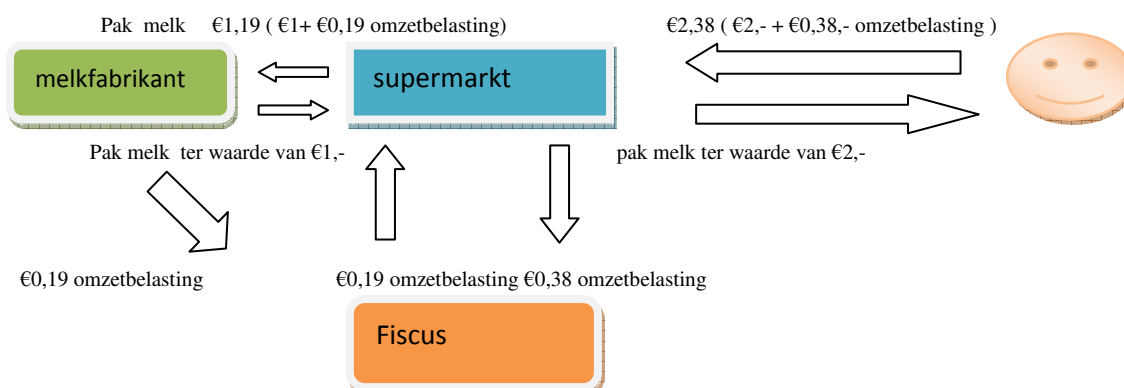 Pak melk €1,19 ( €1+ €0,19 omzetbelasting)
€2,38 ( €2,- + €0,38,- omzetbelasting )
melkfabrikant
supermarkt
Pak melk ter waarde van €1,-
pak melk ter waarde van €2,-
€0,19 omzetbelasting
€0,19 omzetbelasting €0,38 omzetbelasting
Fiscus